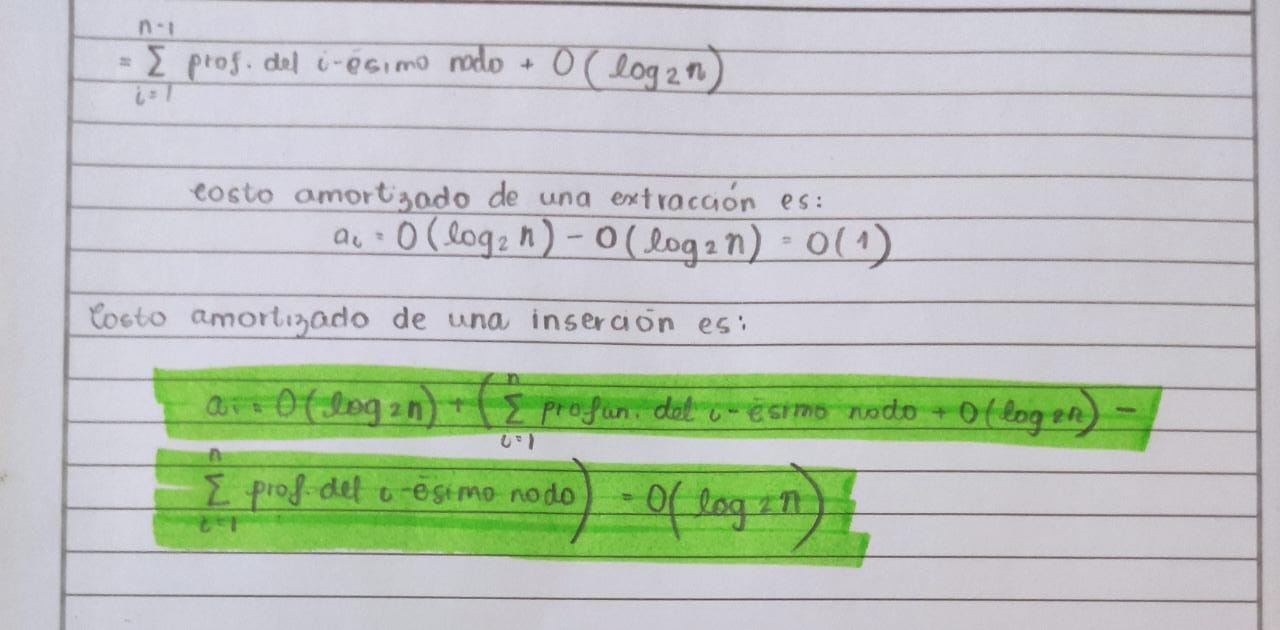 n-1
= Σ prof. del i-ésimo nodo + O(log₂n)
i=1
costo amortizado de una extracción es:
aᵢ = O(log₂n) - O(log₂n) = O(1)
Costo amortizado de una inserción es:
n
aᵢ = O(log₂n) + (Σ profun. del i-ésimo nodo + O(log₂n) -
i=1
n
Σ prof. del i-ésimo nodo) = O(log₂n)
i=1